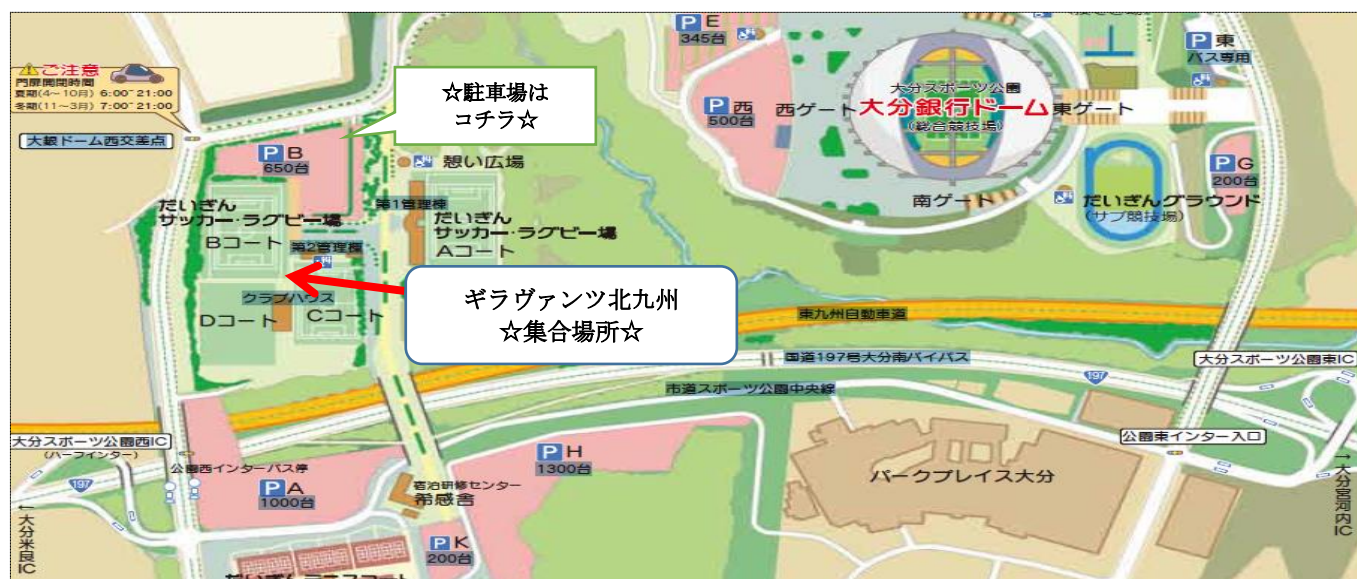 ご注意
門扉開閉時間
夏期(4~10月) 6:00~21:00
冬期(11~3月) 7:00~21:00
大銀ドーム西交差点
☆駐車場は
コチラ☆
P B
650台
憩い広場
だいぎん
サッカー・ラグビー場
Bコート
第1管理棟
第2管理棟
だいぎん
サッカー・ラグビー場
Aコート
クラブハウス
Dコート
Cコート
ギラヴァンツ北九州
☆集合場所☆
P E
345台
P 西
500台
西ゲート
大分スポーツ公園
大分銀行ドーム
(総合競技場)
東ゲート
南ゲート
P 東
バス専用
P G
200台
だいぎんグラウンド
(サブ競技場)
東九州自動車道
国道197号大分南バイパス
197
大分スポーツ公園東IC
市道スポーツ公園中央線
公園東インター入口
大分スポーツ公園西IC
(ハーフインター)
公園西インターバス停
197
P A
1000台
P H
1300台
宿泊研修センター
希感舎
P K
200台
パークプレイス大分
←大分米良IC
→大分宮河内IC
だいぎんテニスコート